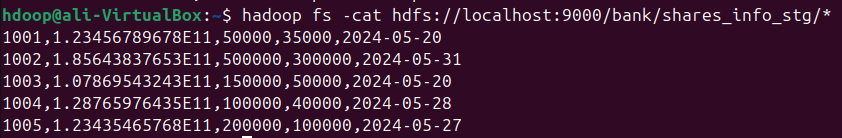 hdoop@ali-VirtualBox:~$ hadoop fs -cat hdfs://localhost:9000/bank/shares_info_stg/*
1001,1.23456789678E11,50000,35000,2024-05-20
1002,1.85643837653E11,500000,300000,2024-05-31
1003,1.07869543243E11,150000,50000,2024-05-20
1004,1.28765976435E11,100000,40000,2024-05-28
1005,1.23435465768E11,200000,100000,2024-05-27